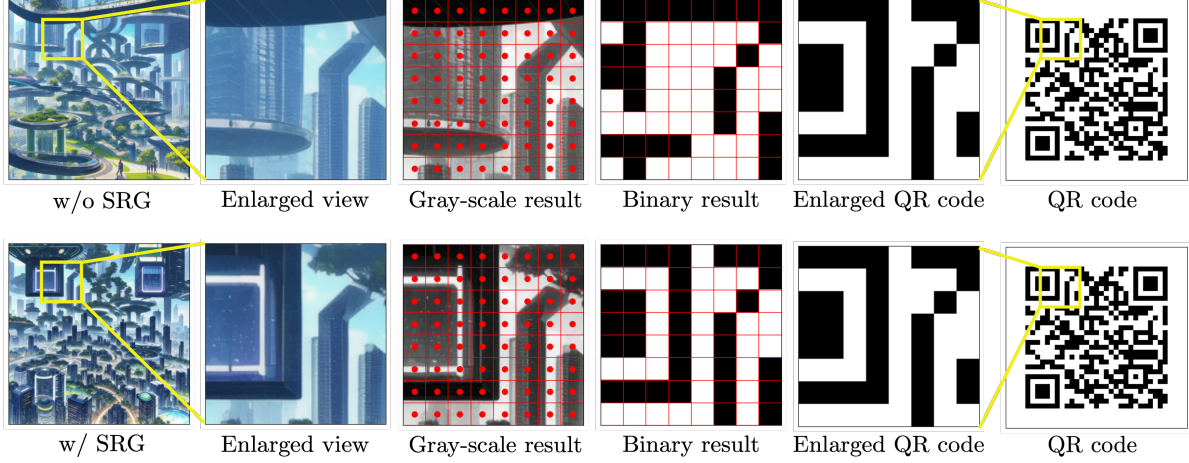 w/o SRG Enlarged view Gray-scale result Binary result Enlarged QR code QR code
w/ SRG Enlarged view Gray-scale result Binary result Enlarged QR code QR code